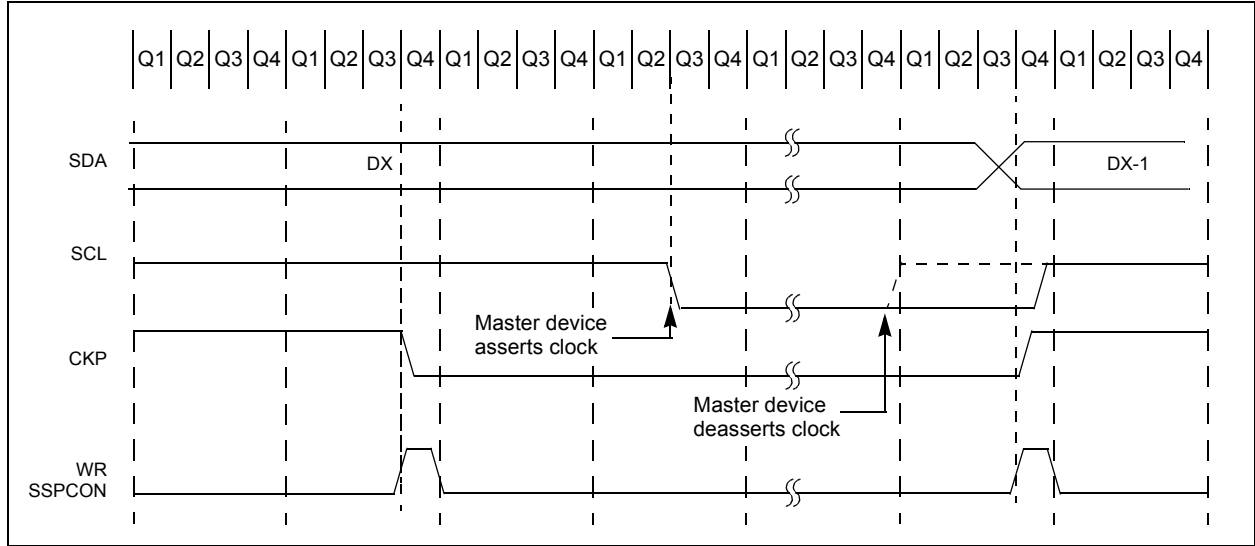 Q1 Q2 Q3 Q4 Q1 Q2 Q3 Q4 Q1 Q2 Q3 Q4 Q1 Q2 Q3 Q4 Q1 Q2 Q3 Q4 Q1 Q2 Q3 Q4 Q1 Q2 Q3 Q4
SDA DX DX-1
SCL
Master device
asserts clock
CKP
Master device
deasserts clock
WR
SSPCON